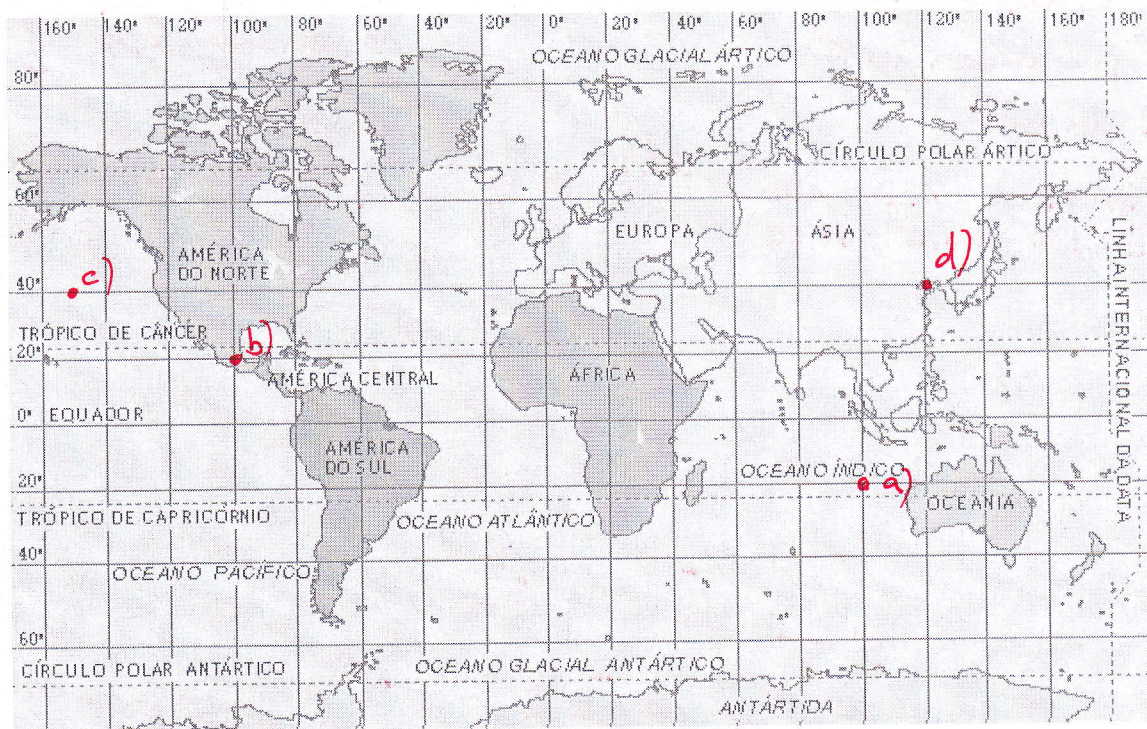 160° 140° 120° 100° 80° 60° 40° 20° 0° 20° 40° 60° 80° 100° 120° 140° 160° 180°
OCEANO GLACIAL ÁRTICO
80°
CÍRCULO POLAR ÁRTICO
60°
EUROPA ÁSIA
AMÉRICA
DO NORTE
c) d)
40°
TRÓPICO DE CÂNCER
b)
20°
AMÉRICA CENTRAL
ÁFRICA
0° EQUADOR
AMÉRICA
DO SUL
OCEANO ÍNDICO
a)
20°
OCEANIA
TRÓPICO DE CAPRICÓRNIO
OCEANO ATLÂNTICO
40°
OCEANO PACÍFICO
60°
CÍRCULO POLAR ANTÁRTICO
OCEANO GLACIAL ANTÁRTICO
ANTÁRTIDA
LINHA INTERNACIONAL DA DATA